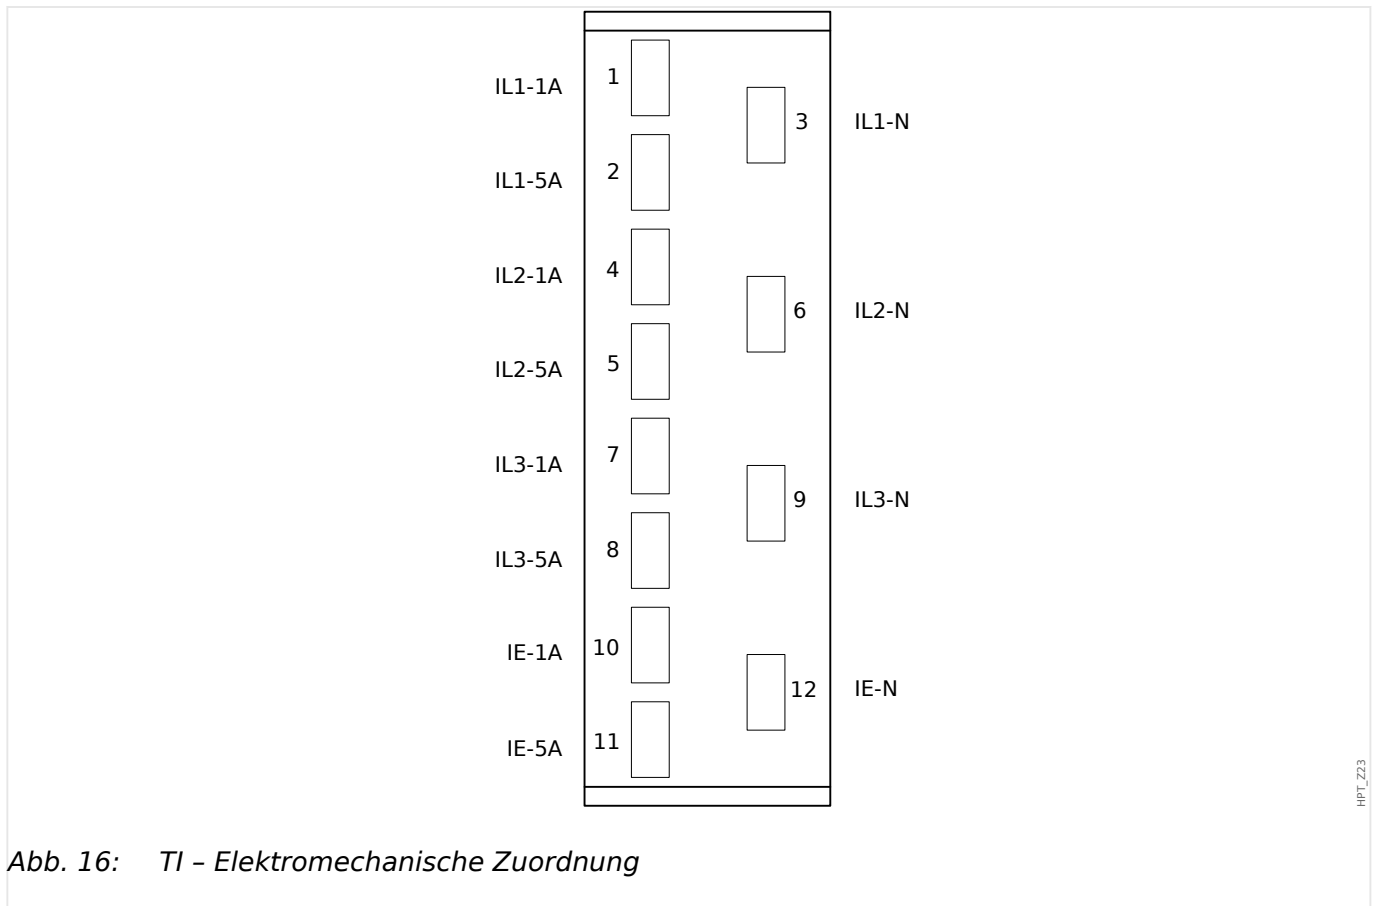 IL1-1A 1
3 IL1-N
IL1-5A 2
IL2-1A 4
6 IL2-N
IL2-5A 5
IL3-1A 7
9 IL3-N
IL3-5A 8
IE-1A 10
12 IE-N
IE-5A 11
HPT_Z23
Abb. 16: TI – Elektromechanische Zuordnung